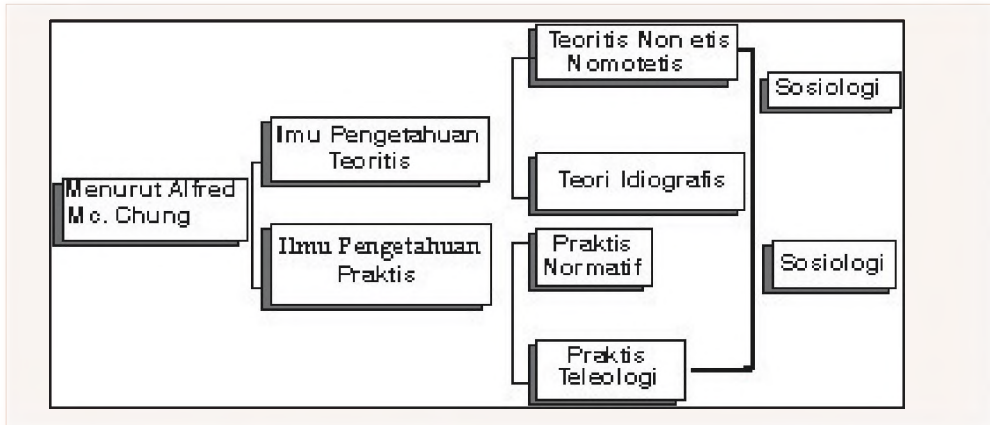 Menurut Alfred
Mc. Chung
Imu Pengetahuan
Teoritis
Ilmu Pengetahuan
Praktis
Teoritis Non etis
Nomotetis
Teori Idiografis
Praktis
Normatif
Praktis
Teleologi
Sosiologi
Sosiologi